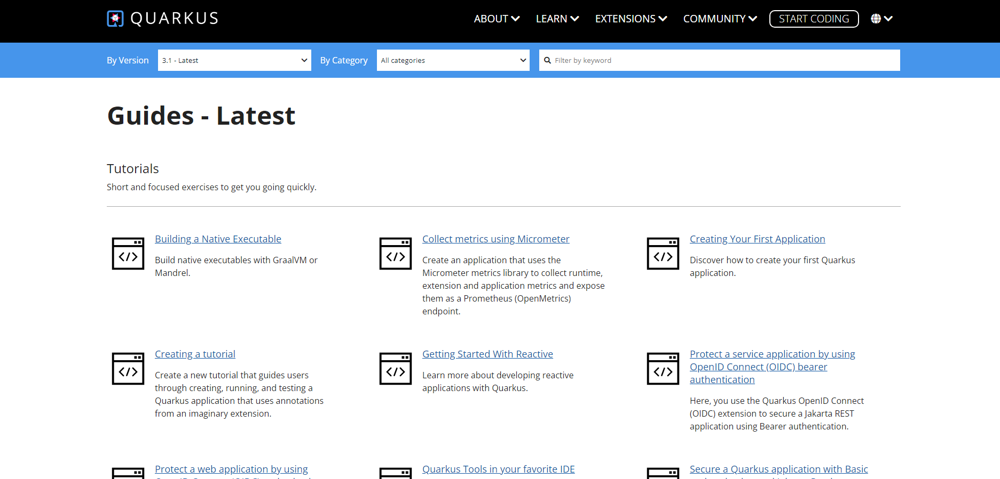 QUARKUS
ABOUT LEARN EXTENSIONS COMMUNITY START CODING
By Version 3.1 - Latest By Category All categories Filter by keyword
Guides - Latest
Tutorials
Short and focused exercises to get you going quickly.
Building a Native Executable
Build native executables with GraalVM or
Mandrel.
Collect metrics using Micrometer
Create an application that uses the
Micrometer metrics library to collect runtime,
extension and application metrics and expose
them as a Prometheus (OpenMetrics)
endpoint.
Creating Your First Application
Discover how to create your first Quarkus
application.
Creating a tutorial
Create a new tutorial that guides users
through creating, running, and testing a
Quarkus application that uses annotations
from an imaginary extension.
Getting Started With Reactive
Learn more about developing reactive
applications with Quarkus.
Protect a service application by using
OpenID Connect (OIDC) bearer
authentication
Here, you use the Quarkus OpenID Connect
(OIDC) extension to secure a Jakarta REST
application using Bearer authentication.
Protect a web application by using
Quarkus Tools in your favorite IDE
Secure a Quarkus application with Basic